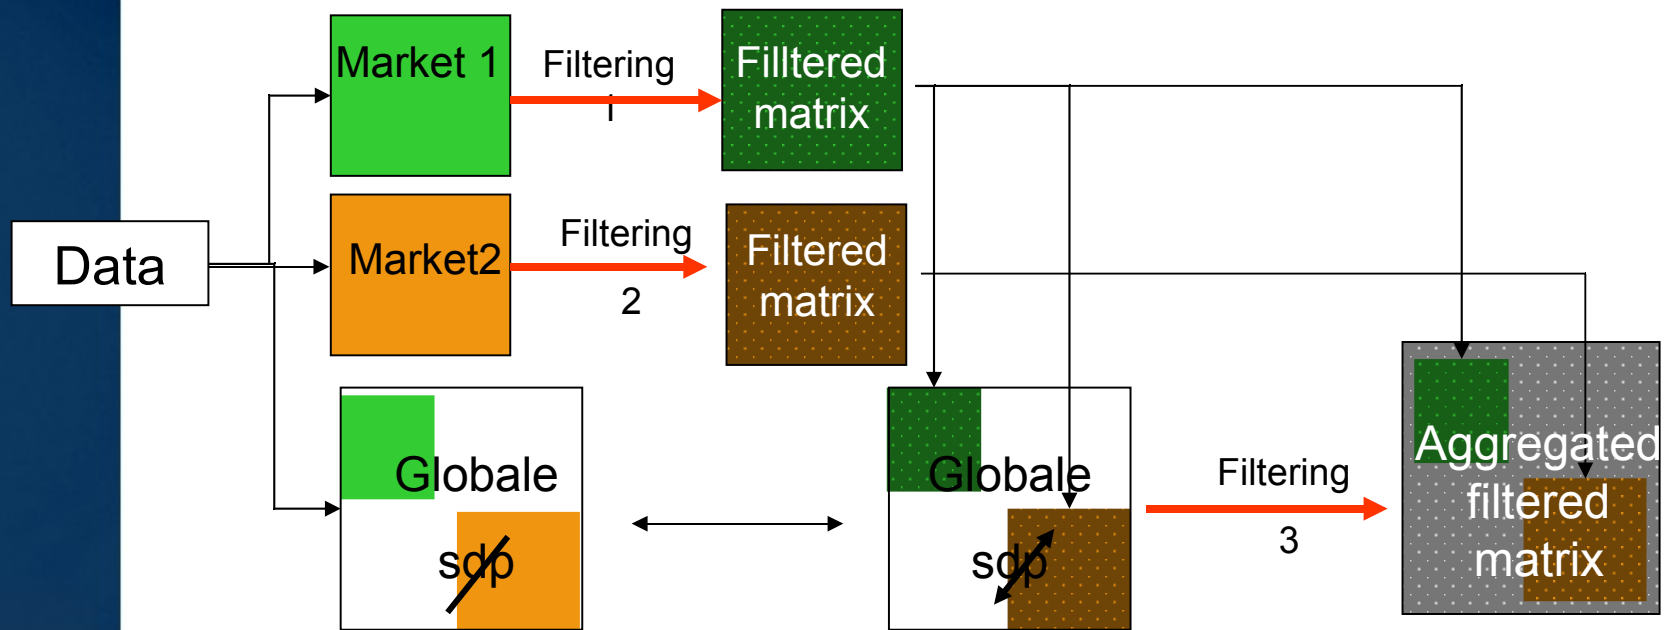 Market 1
Filtering
1
Filltered
matrix
Data
Market2
Filtering
2
Filtered
matrix
Globale
sdp
Globale
sdp
Filtering
3
Aggregated
filtered
matrix